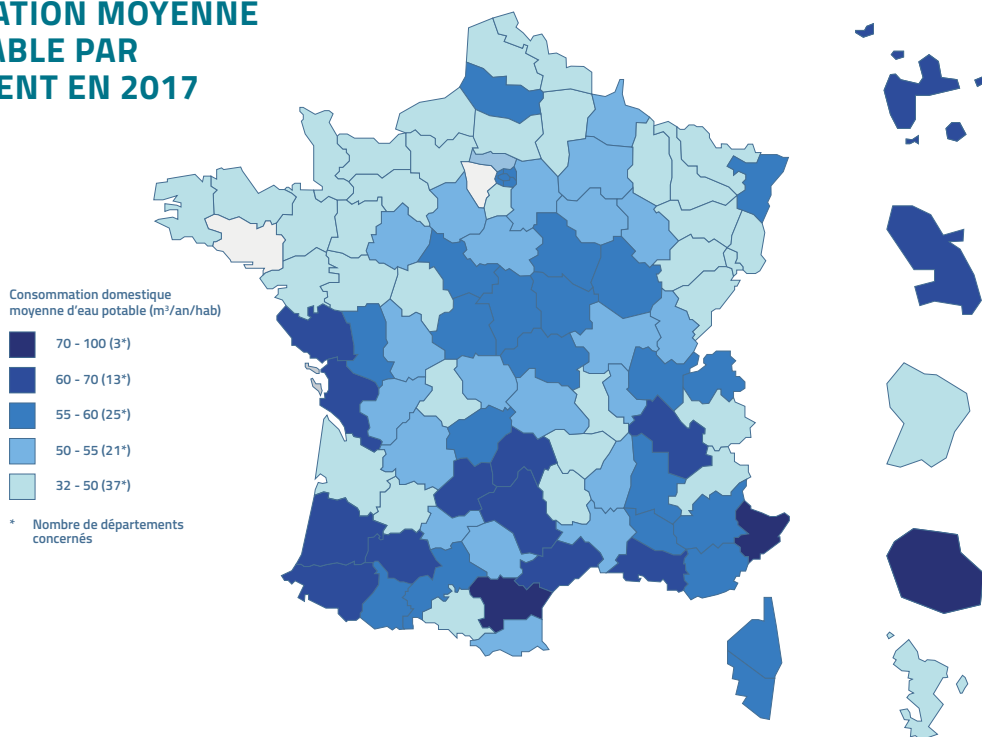 ATION MOYENNE
ABLE PAR
ENT EN 2017
Consommation domestique
moyenne d'eau potable (m³/an/hab)
70 - 100 (3*)
60 - 70 (13*)
55 - 60 (25*)
50 - 55 (21*)
32 - 50 (37*)
* Nombre de départements
concernés